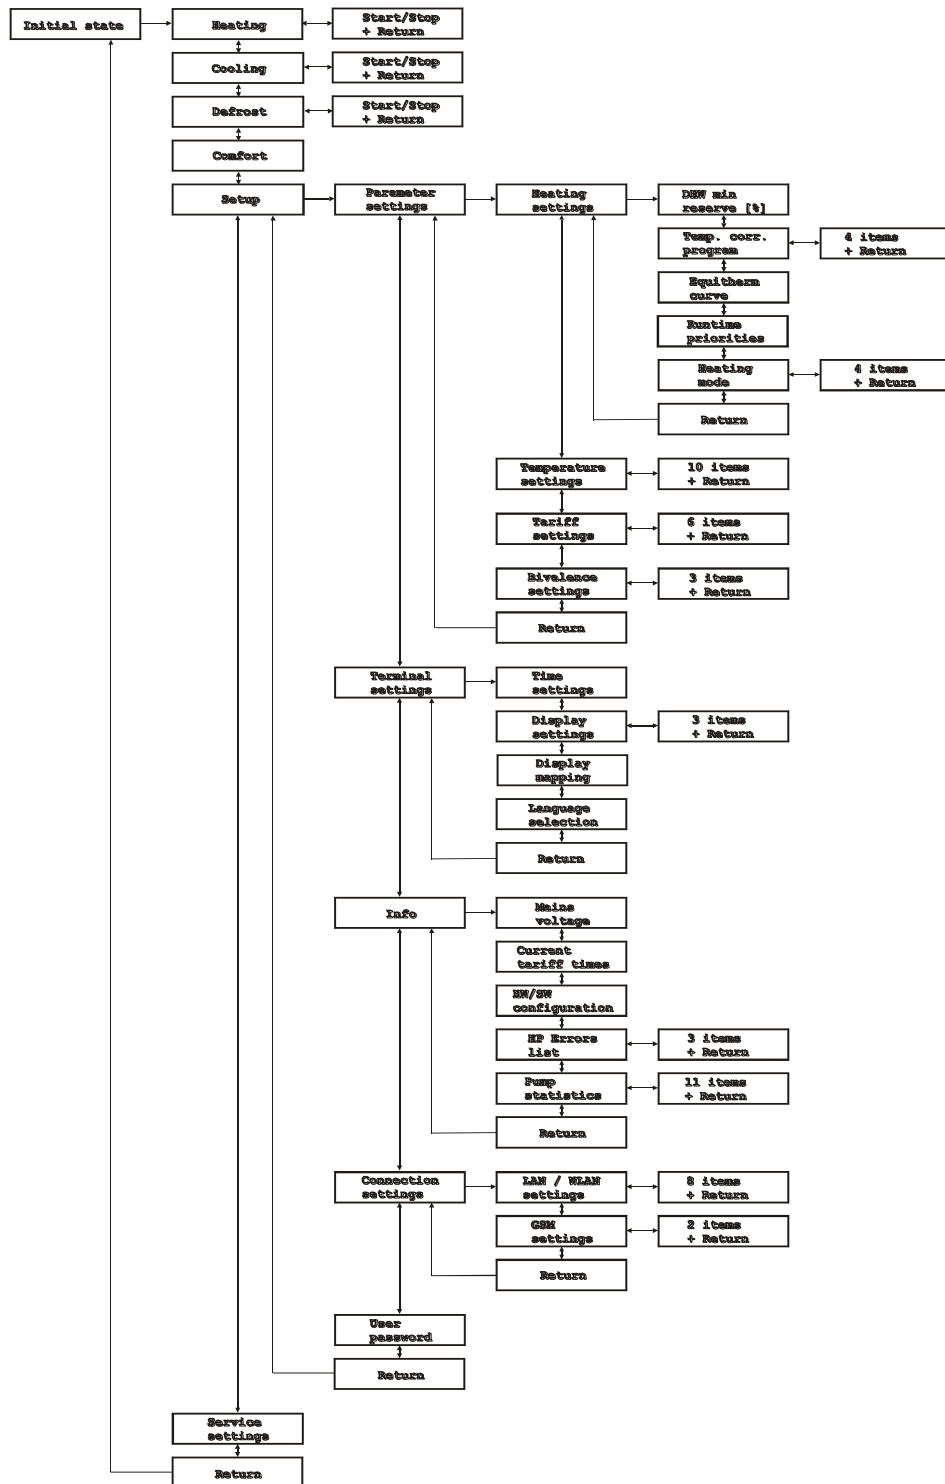 Initial state
Heating
Start/Stop
+ Return
Cooling
Start/Stop
+ Return
Defrost
Start/Stop
+ Return
Comfort
Setup
Parameter
settings
Heating
settings
DHW min
reserve [%]
Temp. corr.
program
4 items
+ Return
Equitherm
curve
Runtime
priorities
Heating
mode
4 items
+ Return
Return
Temperature
settings
10 items
+ Return
Tariff
settings
6 items
+ Return
Bivalence
settings
3 items
+ Return
Return
Terminal
settings
Time
settings
Display
settings
3 items
+ Return
Display
mapping
Language
selection
Return
Info
Mains
voltage
Current
tariff times
HW/SW
configuration
HP Errors
list
3 items
+ Return
Pump
statistics
11 items
+ Return
Return
Connection
settings
LAN / WLAN
settings
8 items
+ Return
GSM
settings
2 items
+ Return
Return
User
password
Return
Service
settings
Return